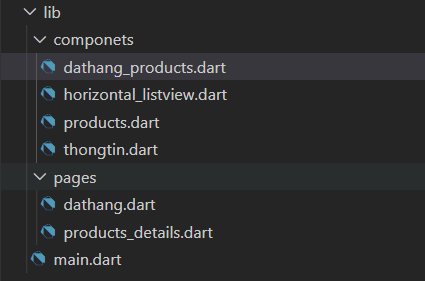 lib
componets
dathang_products.dart
horizontal_listview.dart
products.dart
thongtin.dart
pages
dathang.dart
products_details.dart
main.dart